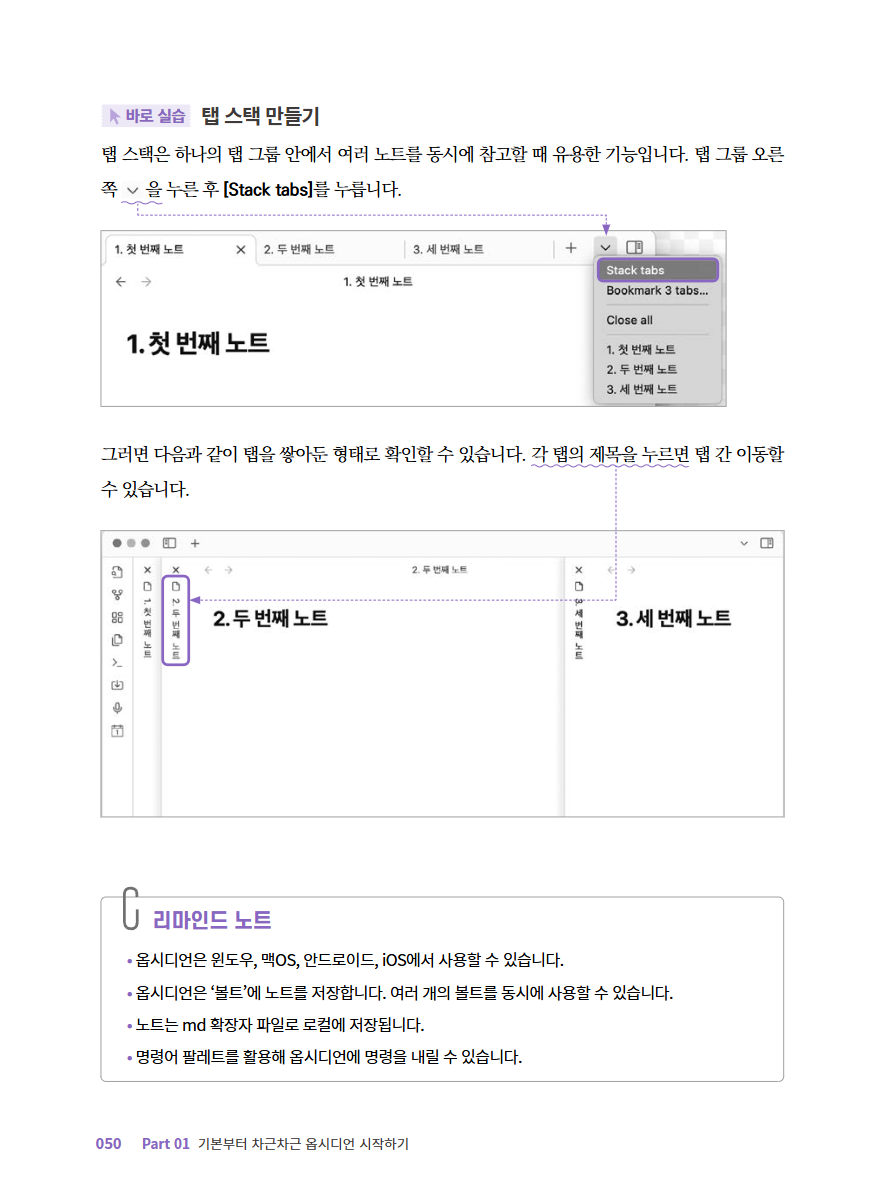 바로 실습 탭 스택 만들기
탭 스택은 하나의 탭 그룹 안에서 여러 노트를 동시에 참고할 때 유용한 기능입니다. 탭 그룹 오른
쪽 을 누른 후 [Stack tabs]를 누릅니다.
1. 첫 번째 노트 2. 두 번째 노트 3. 세 번째 노트
1. 첫 번째 노트
1. 첫 번째 노트
Stack tabs
Bookmark 3 tabs...
Close all
1. 첫 번째 노트
2. 두 번째 노트
3. 세 번째 노트
그러면 다음과 같이 탭을 쌓아둔 형태로 확인할 수 있습니다. 각 탭의 제목을 누르면 탭 간 이동할
수 있습니다.
1. 첫 번째 노트
2. 두 번째 노트
2. 두 번째 노트
2. 두 번째 노트
3. 세 번째 노트
3. 세 번째 노트
리마인드 노트
• 옵시디언은 윈도우, 맥OS, 안드로이드, iOS에서 사용할 수 있습니다.
• 옵시디언은 ‘볼트’에 노트를 저장합니다. 여러 개의 볼트를 동시에 사용할 수 있습니다.
• 노트는 md 확장자 파일로 로컬에 저장됩니다.
• 명령어 팔레트를 활용해 옵시디언에 명령을 내릴 수 있습니다.
050 Part 01 기본부터 차근차근 옵시디언 시작하기